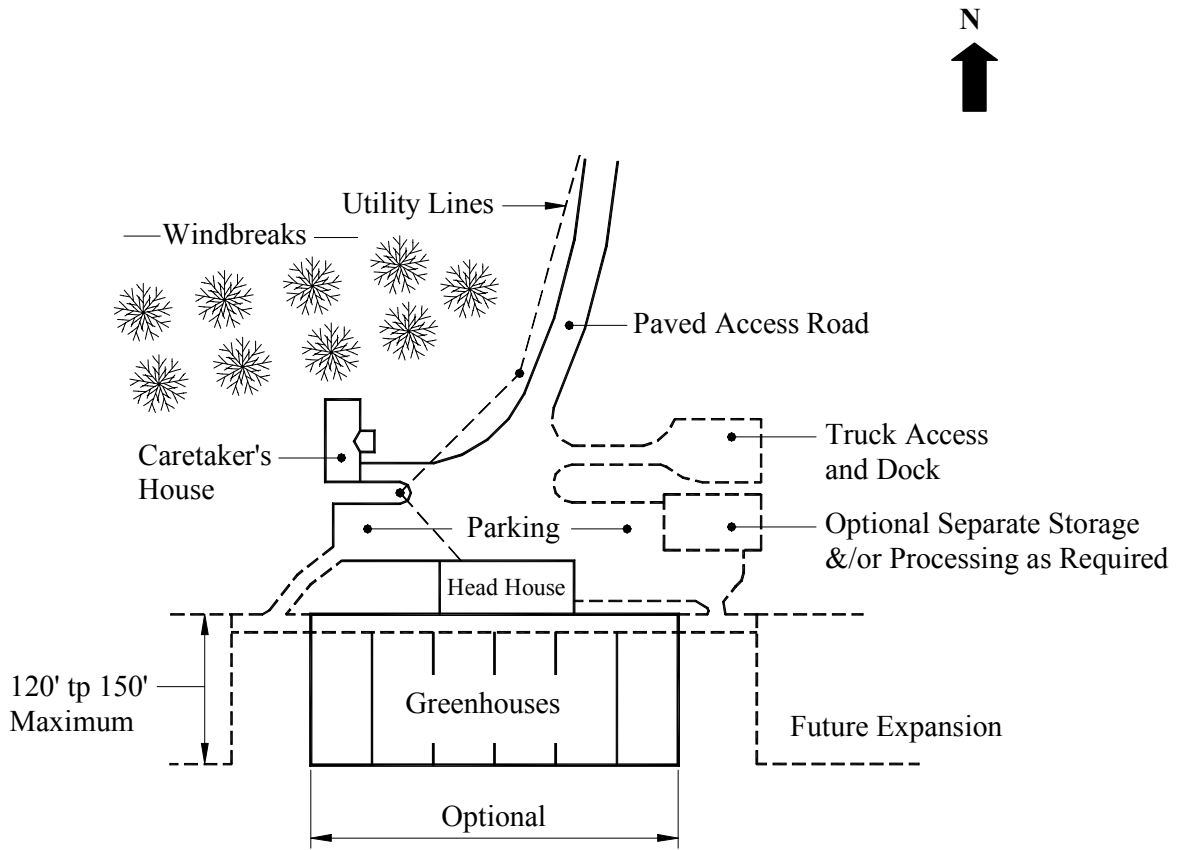 N
Utility Lines
Windbreaks
Paved Access Road
Truck Access
and Dock
Caretaker's
House
Parking
Optional Separate Storage
&/or Processing as Required
Head House
120' tp 150'
Maximum
Greenhouses
Future Expansion
Optional